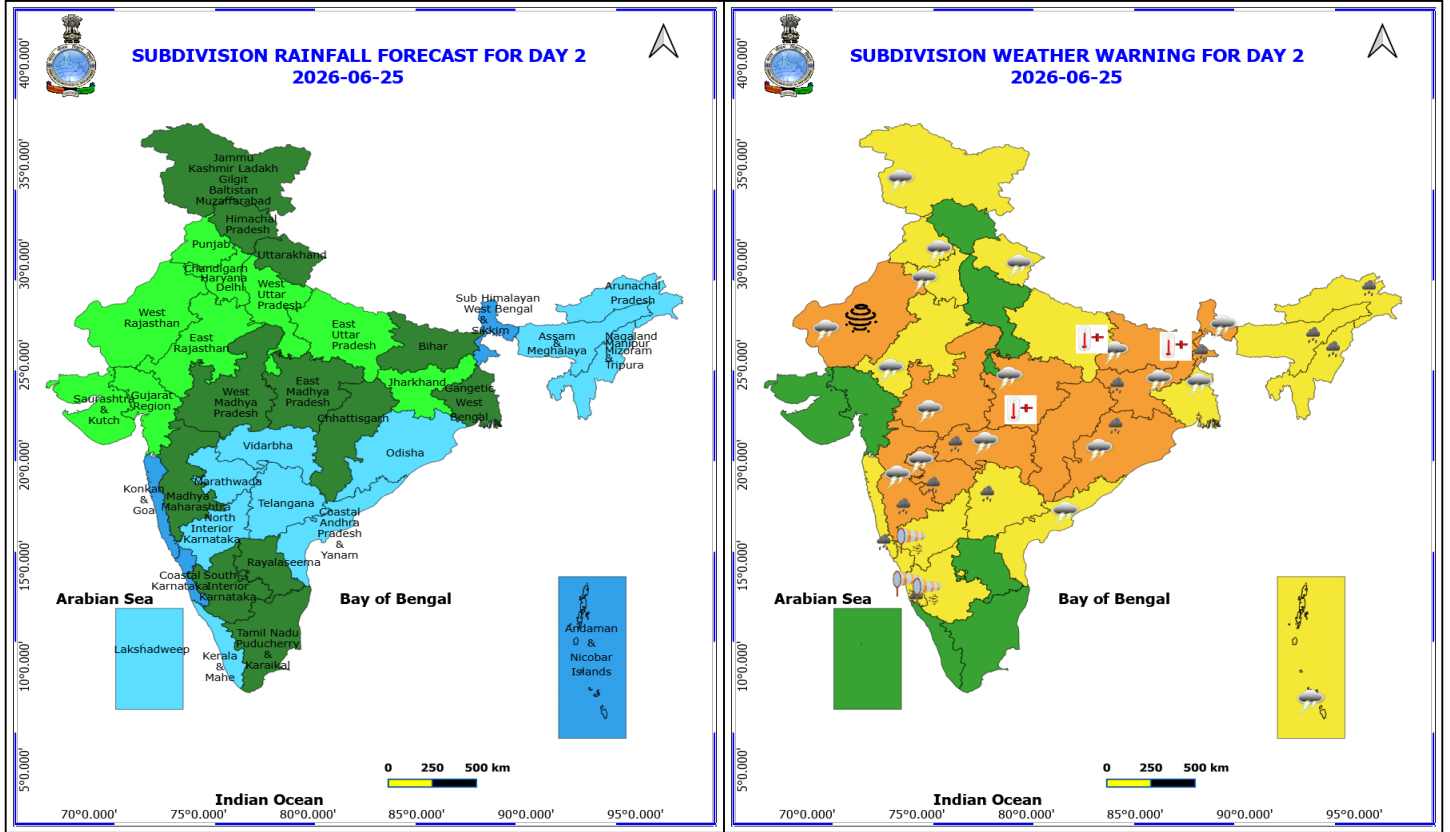 SUBDIVISION RAINFALL FORECAST FOR DAY 2
2026-06-25
40°0.000'
35°0.000'
30°0.000'
25°0.000'
20°0.000'
15°0.000'
10°0.000'
5°0.000'
Jammu
Kashmir Ladakh
Gilgit
Baltistan
Muzaffarabad
Himachal
Pradesh
Punjab
Uttarakhand
Chandigarh
Haryana
Delhi
West
Uttar
Pradesh
West
Rajasthan
East
Rajasthan
East
Uttar
Pradesh
Bihar
Sub Himalayan
West Bengal
&
Sikkim
Arunachal
Pradesh
Assam
&
Meghalaya
Nagaland
Manipur
Mizoram
&
Tripura
Saurashtra
&
Kutch
Gujarat
Region
West
Madhya
Pradesh
East
Madhya
Pradesh
Jharkhand
Gangetic
West
Bengal
Chhattisgarh
Vidarbha
Odisha
Konkan
&
Goa
Madhya
Maharashtra
Marathwada
Telangana
North
Interior
Karnataka
Coastal
Andhra
Pradesh
&
Yanam
Rayalaseema
Coastal
Karnataka
South
Interior
Karnataka
Arabian Sea
Bay of Bengal
Lakshadweep
Kerala
&
Mahe
Tamil Nadu
Puducherry
&
Karaikal
Andaman
&
Nicobar
Islands
0 250 500 km
Indian Ocean
70°0.000' 75°0.000' 80°0.000' 85°0.000' 90°0.000' 95°0.000'
SUBDIVISION WEATHER WARNING FOR DAY 2
2026-06-25
40°0.000'
35°0.000'
30°0.000'
25°0.000'
20°0.000'
15°0.000'
10°0.000'
5°0.000'
Arabian Sea
Bay of Bengal
0 250 500 km
Indian Ocean
70°0.000' 75°0.000' 80°0.000' 85°0.000' 90°0.000' 95°0.000'